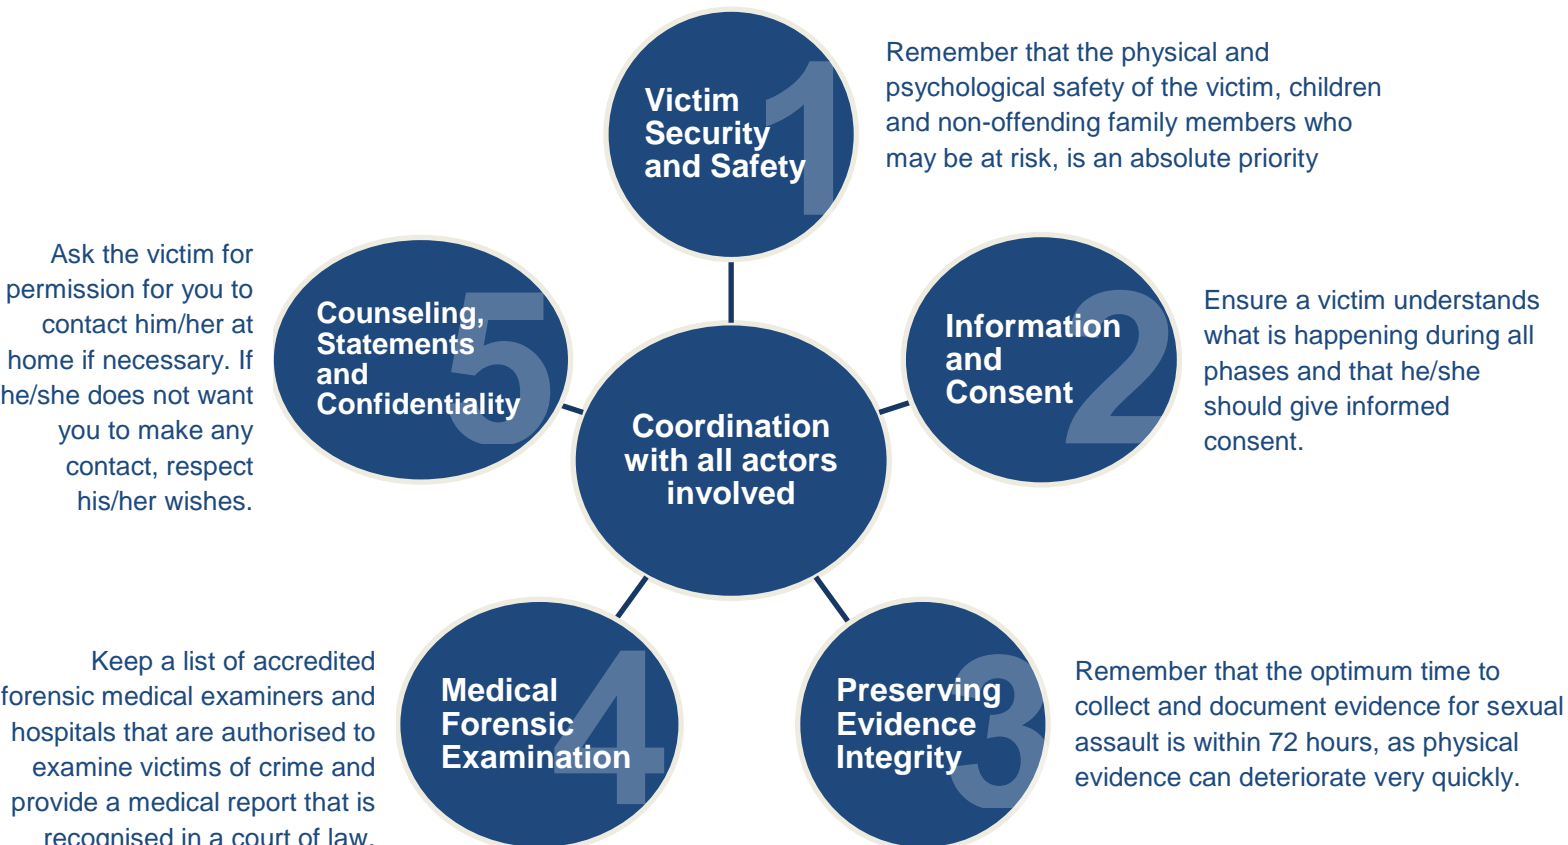 1
Victim
Security
and Safety
Remember that the physical and
psychological safety of the victim, children
and non-offending family members who
may be at risk, is an absolute priority
2
Information
and
Consent
Ensure a victim understands
what is happening during all
phases and that he/she
should give informed
consent.
3
Preserving
Evidence
Integrity
Remember that the optimum time to
collect and document evidence for sexual
assault is within 72 hours, as physical
evidence can deteriorate very quickly.
4
Medical
Forensic
Examination
Keep a list of accredited
forensic medical examiners and
hospitals that are authorised to
examine victims of crime and
provide a medical report that is
recognised in a court of law.
5
Counseling,
Statements
and
Confidentiality
Ask the victim for
permission for you to
contact him/her at
home if necessary. If
he/she does not want
you to make any
contact, respect
his/her wishes.
Coordination
with all actors
involved